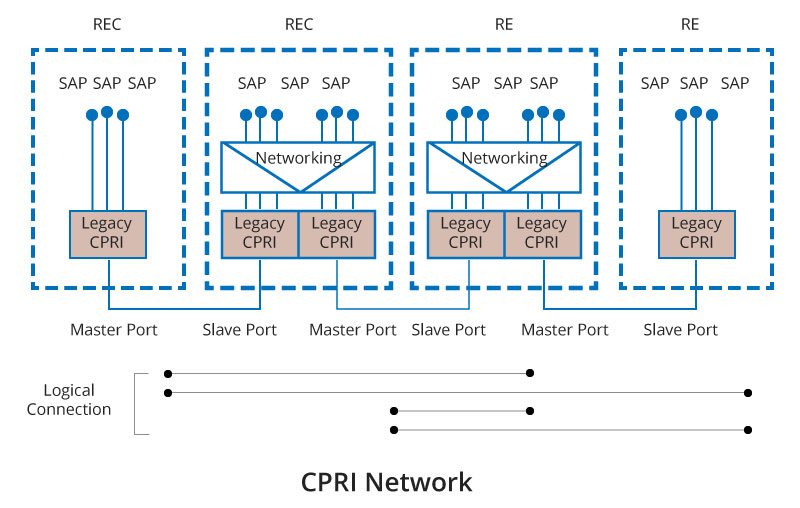 REC REC RE RE
SAP SAP SAP SAP SAP SAP SAP SAP SAP SAP SAP SAP
Networking Networking
Legacy CPRI
Legacy CPRI
Legacy CPRI
Legacy CPRI
Legacy CPRI
Legacy CPRI
Master Port Slave Port Master Port Slave Port Master Port Slave Port
Logical
Connection
CPRI Network